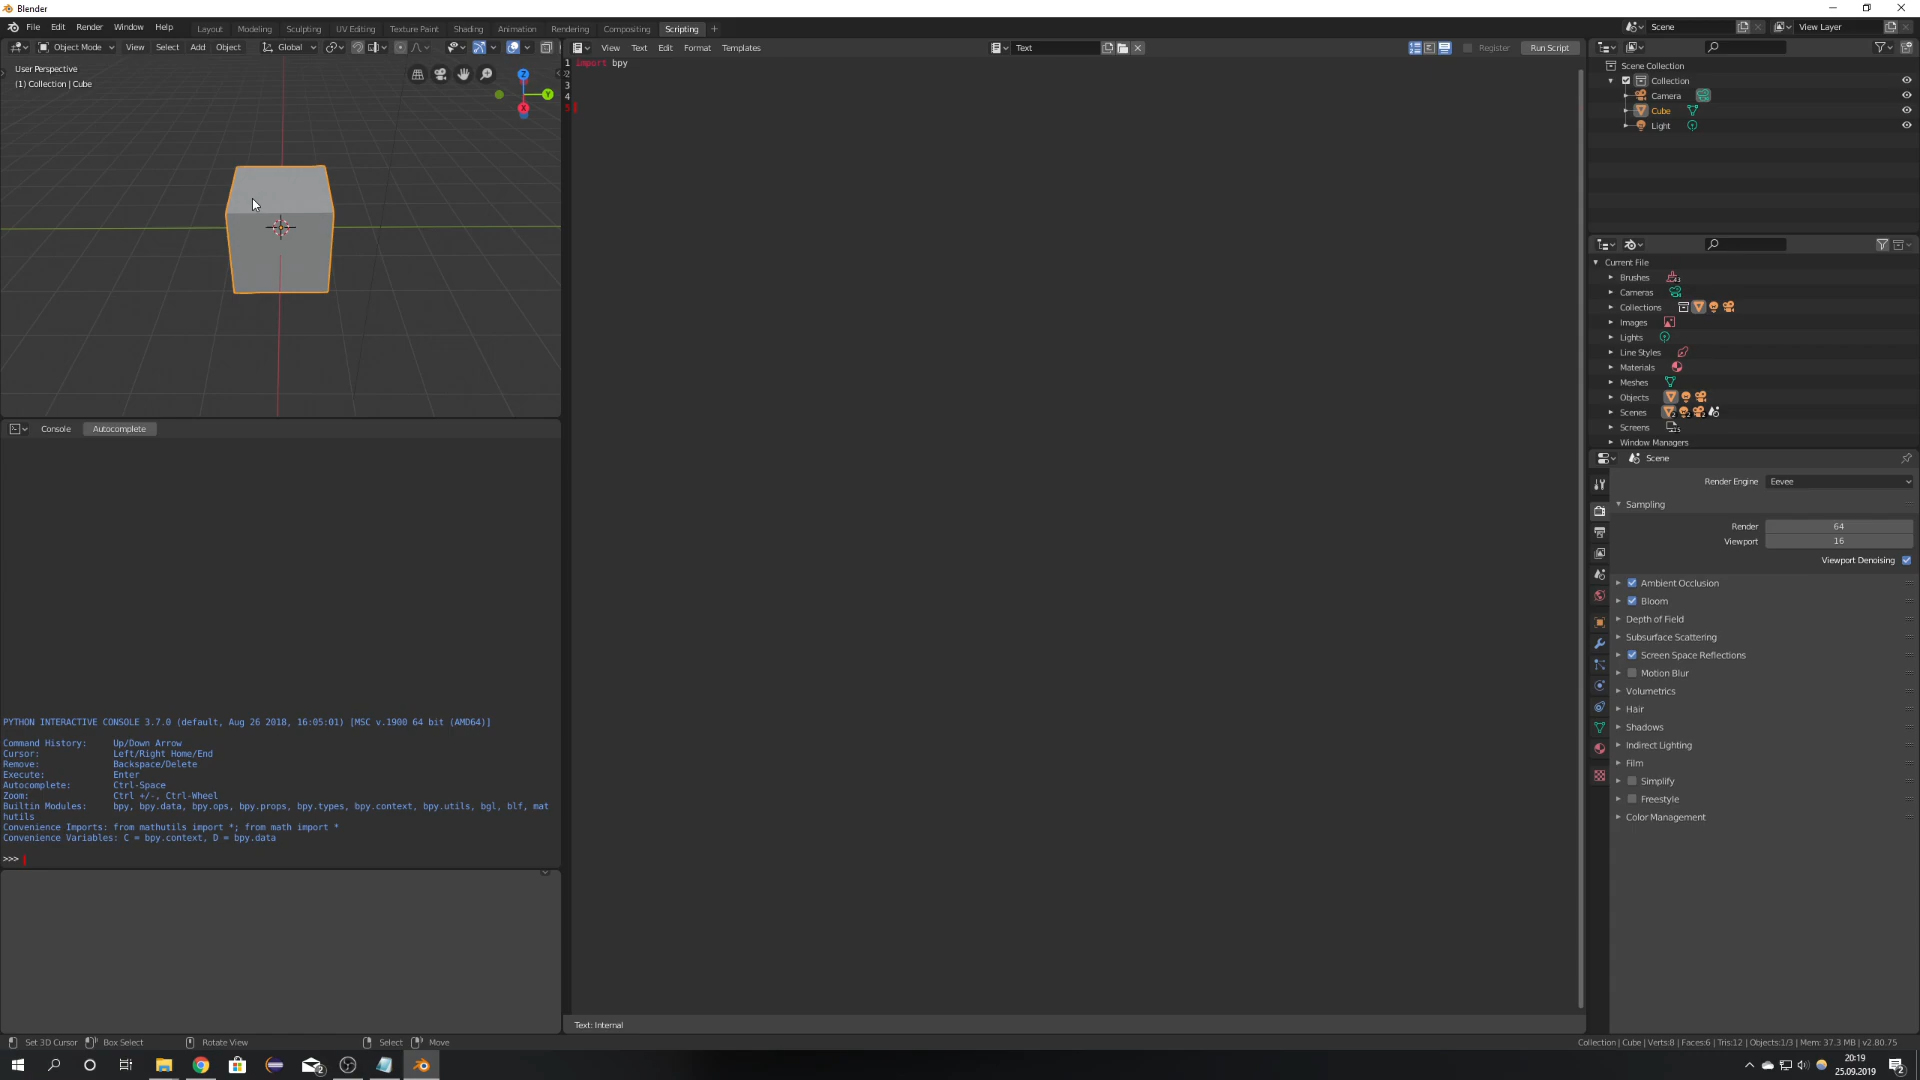 Blender
File Edit Render Window Help Layout Modeling Sculpting UV Editing Texture Paint Shading Animation Rendering Compositing Scripting + Scene View Layer
Object Mode View Select Add Object Global
View Text Edit Format Templates Text Register Run Script
User Perspective
(1) Collection | Cube
Z
Y
X
1 import bpy
2
3
4
5
Scene Collection
Collection
Camera
Cube
Light
Current File
Brushes
Cameras
Collections
Images
Lights
Line Styles
Materials
Meshes
Objects
Scenes
Screens
Window Managers
Console Autocomplete
PYTHON INTERACTIVE CONSOLE 3.7.0 (default, Aug 26 2018, 16:05:01) [MSC v.1900 64 bit (AMD64)]
Command History: Up/Down Arrow
Cursor: Left/Right Home/End
Remove: Backspace/Delete
Execute: Enter
Autocomplete: Ctrl-Space
Zoom: Ctrl +/-, Ctrl-Wheel
Builtin Modules: bpy, bpy.data, bpy.ops, bpy.props, bpy.types, bpy.context, bpy.utils, bgl, blf, mat
hutils
Convenience Imports: from mathutils import *; from math import *
Convenience Variables: C = bpy.context, D = bpy.data
>>>
Scene
Render Engine Eevee
Sampling
Render 64
Viewport 16
Viewport Denoising
Ambient Occlusion
Bloom
Depth of Field
Subsurface Scattering
Screen Space Reflections
Motion Blur
Volumetrics
Hair
Shadows
Indirect Lighting
Film
Simplify
Freestyle
Color Management
Text: Internal
Set 3D Cursor Box Select Rotate View Select Move
Collection | Cube | Verts:8 | Faces:6 | Tris:12 | Objects:1/3 | Mem: 37.3 MB | v2.80.75
20:19
25.09.2019